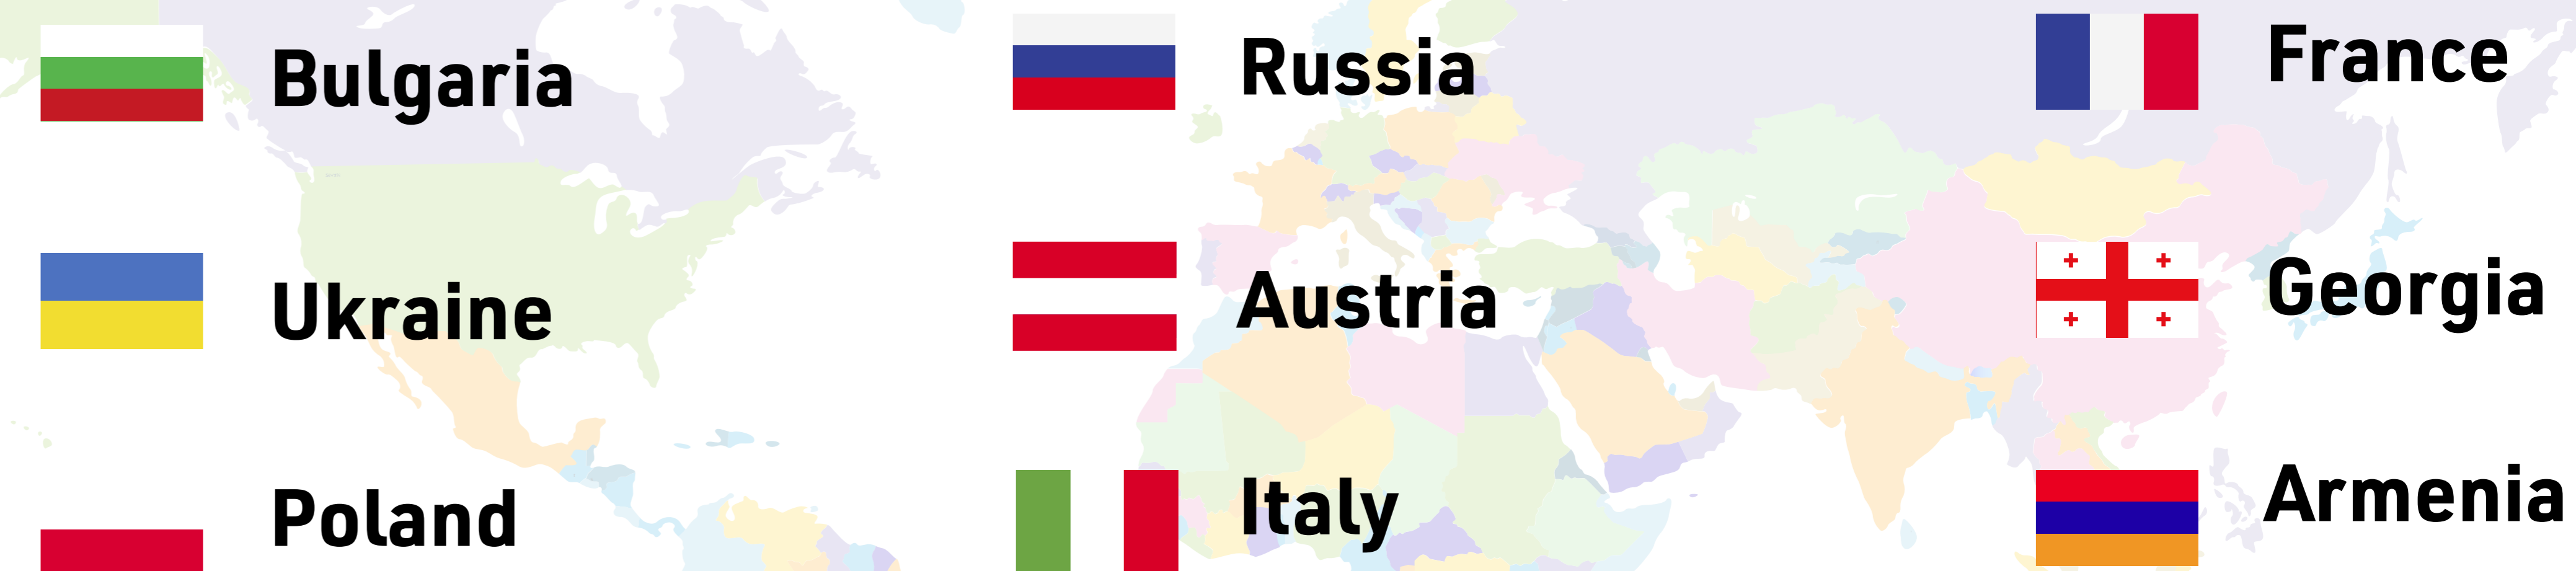 Bulgaria
Russia
France
Ukraine
Austria
Georgia
Poland
Italy
Armenia